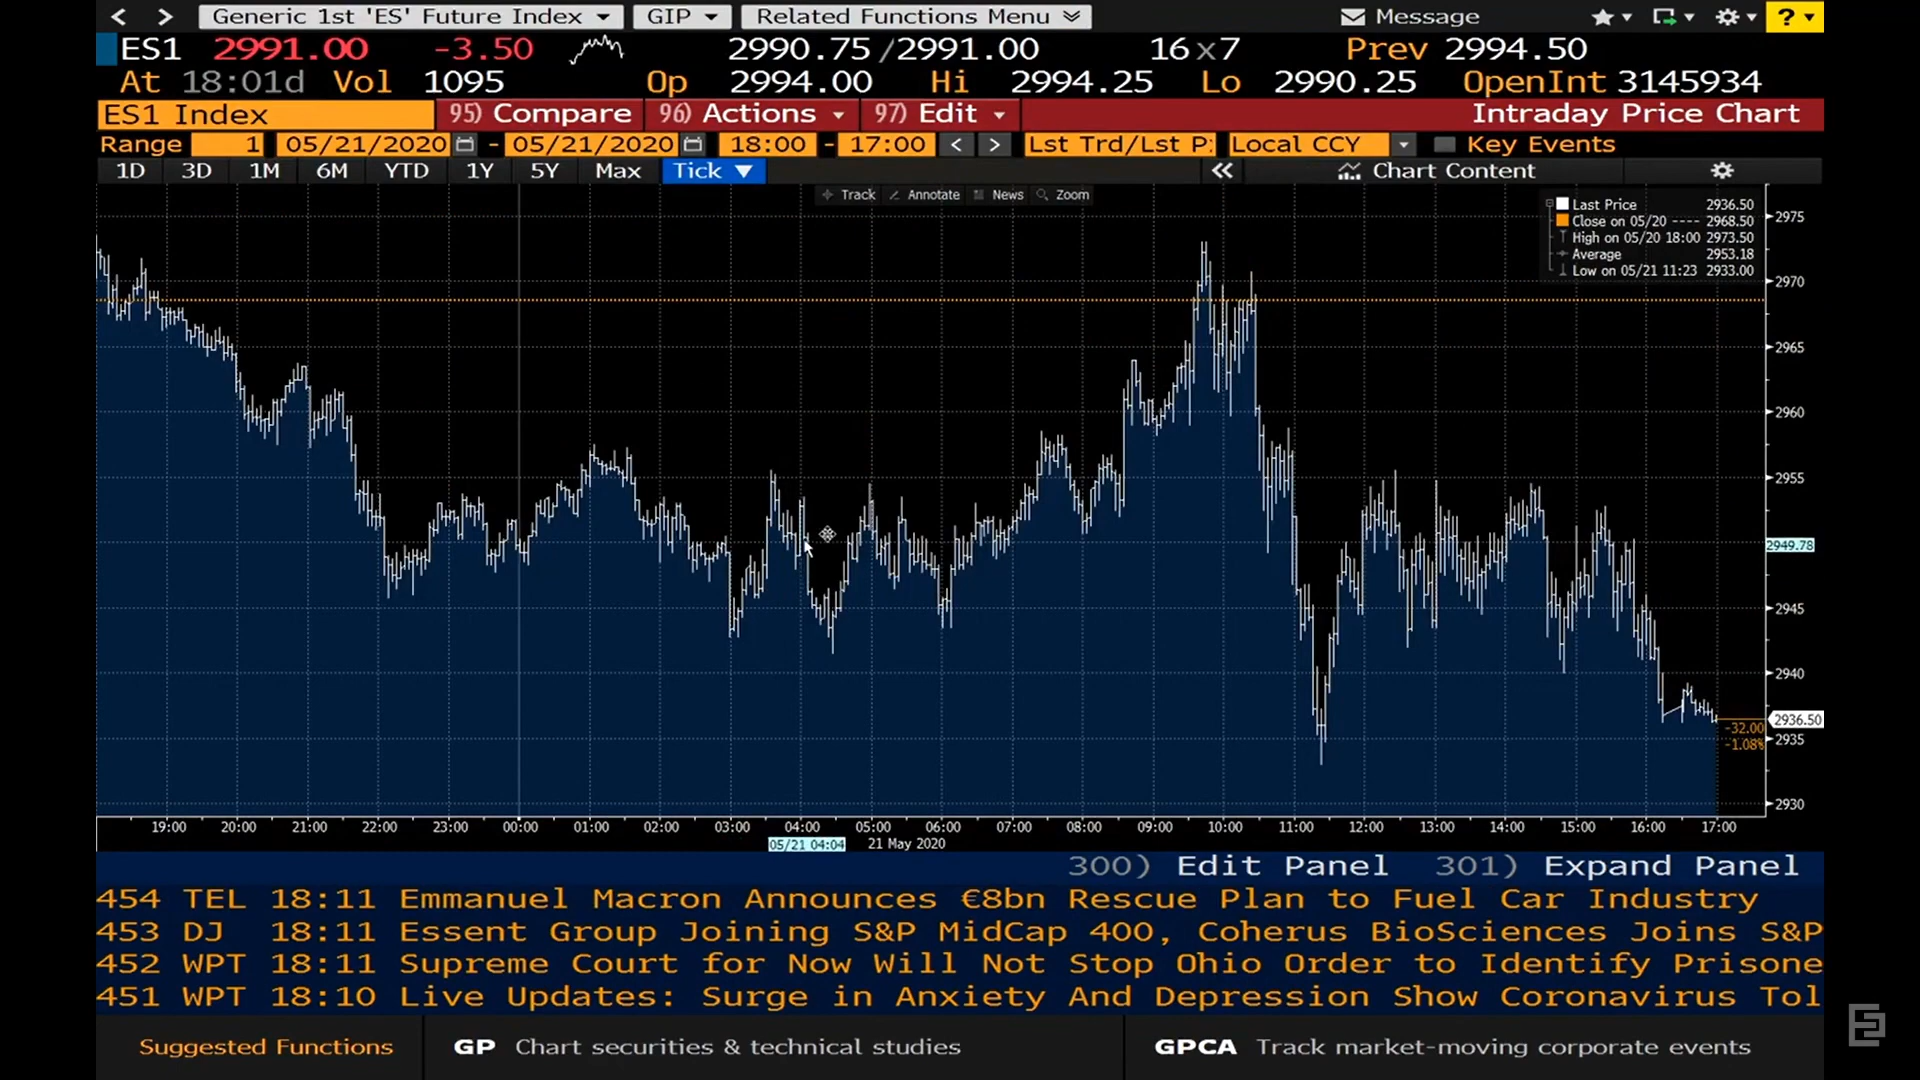 Generic 1st 'ES' Future Index GIP Related Functions Menu Message ?
ES1 2991.00 -3.50 2990.75 /2991.00 16 x 7 Prev 2994.50
At 18:01d Vol 1095 Op 2994.00 Hi 2994.25 Lo 2990.25 OpenInt 3145934
ES1 Index 95) Compare 96) Actions 97) Edit Intraday Price Chart
Range 1 05/21/2020 - 05/21/2020 18:00 - 17:00 < > Lst Trd/Lst P: Local CCY Key Events
1D 3D 1M 6M YTD 1Y 5Y Max Tick Chart Content
Track Annotate News Zoom
Last Price 2936.50
Close on 05/20 ---- 2968.50
High on 05/20 18:00 2973.50
Average 2953.18
Low on 05/21 11:23 2933.00
2975
2970
2965
2960
2955
2949.78
2945
2940
2936.50
-32.00
2935
-1.08%
2930
19:00 20:00 21:00 22:00 23:00 00:00 01:00 02:00 03:00 04:00 05:00 06:00 07:00 08:00 09:00 10:00 11:00 12:00 13:00 14:00 15:00 16:00 17:00
05/21 04:04 21 May 2020
300) Edit Panel 301) Expand Panel
454 TEL 18:11 Emmanuel Macron Announces €8bn Rescue Plan to Fuel Car Industry
453 DJ 18:11 Essent Group Joining S&P MidCap 400, Coherus BioSciences Joins S&P
452 WPT 18:11 Supreme Court for Now Will Not Stop Ohio Order to Identify Prisone
451 WPT 18:10 Live Updates: Surge in Anxiety And Depression Show Coronavirus Tol
Suggested Functions GP Chart securities & technical studies GPCA Track market-moving corporate events